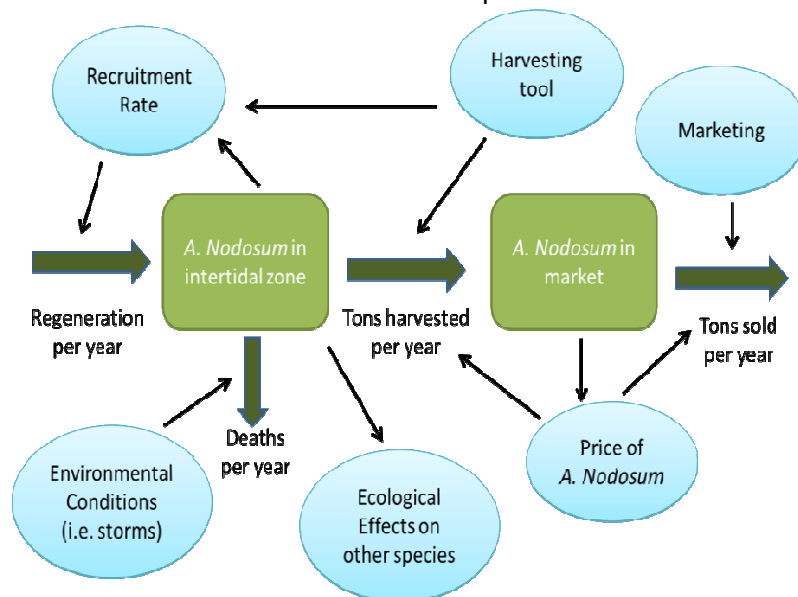 Recruitment
Rate
Harvesting
tool
Marketing
A. Nodosum in
intertidal zone
A. Nodosum in
market
Regeneration
per year
Tons harvested
per year
Tons sold
per year
Deaths
per year
Environmental
Conditions
(i.e. storms)
Ecological
Effects on
other species
Price of
A. Nodosum